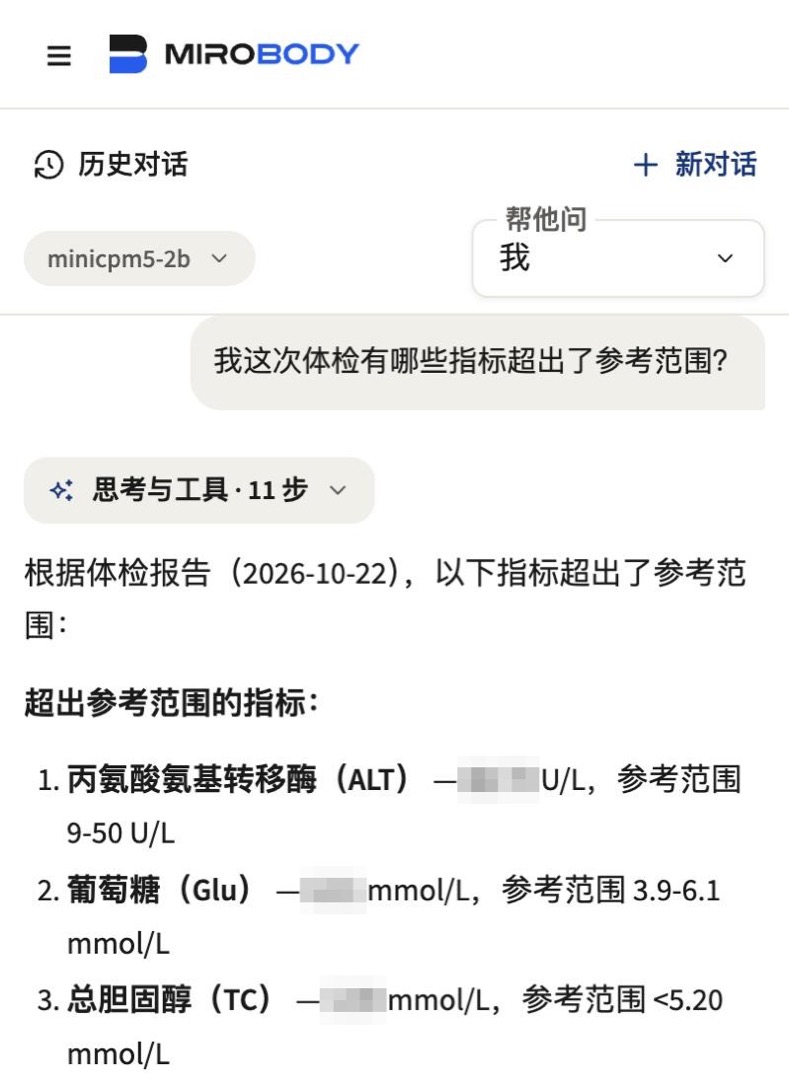 MIROBODY
历史对话
+ 新对话
minicpm5-2b
帮他问
我
我这次体检有哪些指标超出了参考范围?
思考与工具 · 11 步
根据体检报告（2026-10-22），以下指标超出了参考范
围：
超出参考范围的指标：
1. 丙氨酸氨基转移酶（ALT） — U/L，参考范围
9-50 U/L
2. 葡萄糖（Glu） — mmol/L，参考范围 3.9-6.1
mmol/L
3. 总胆固醇（TC） — mmol/L，参考范围 <5.20
mmol/L